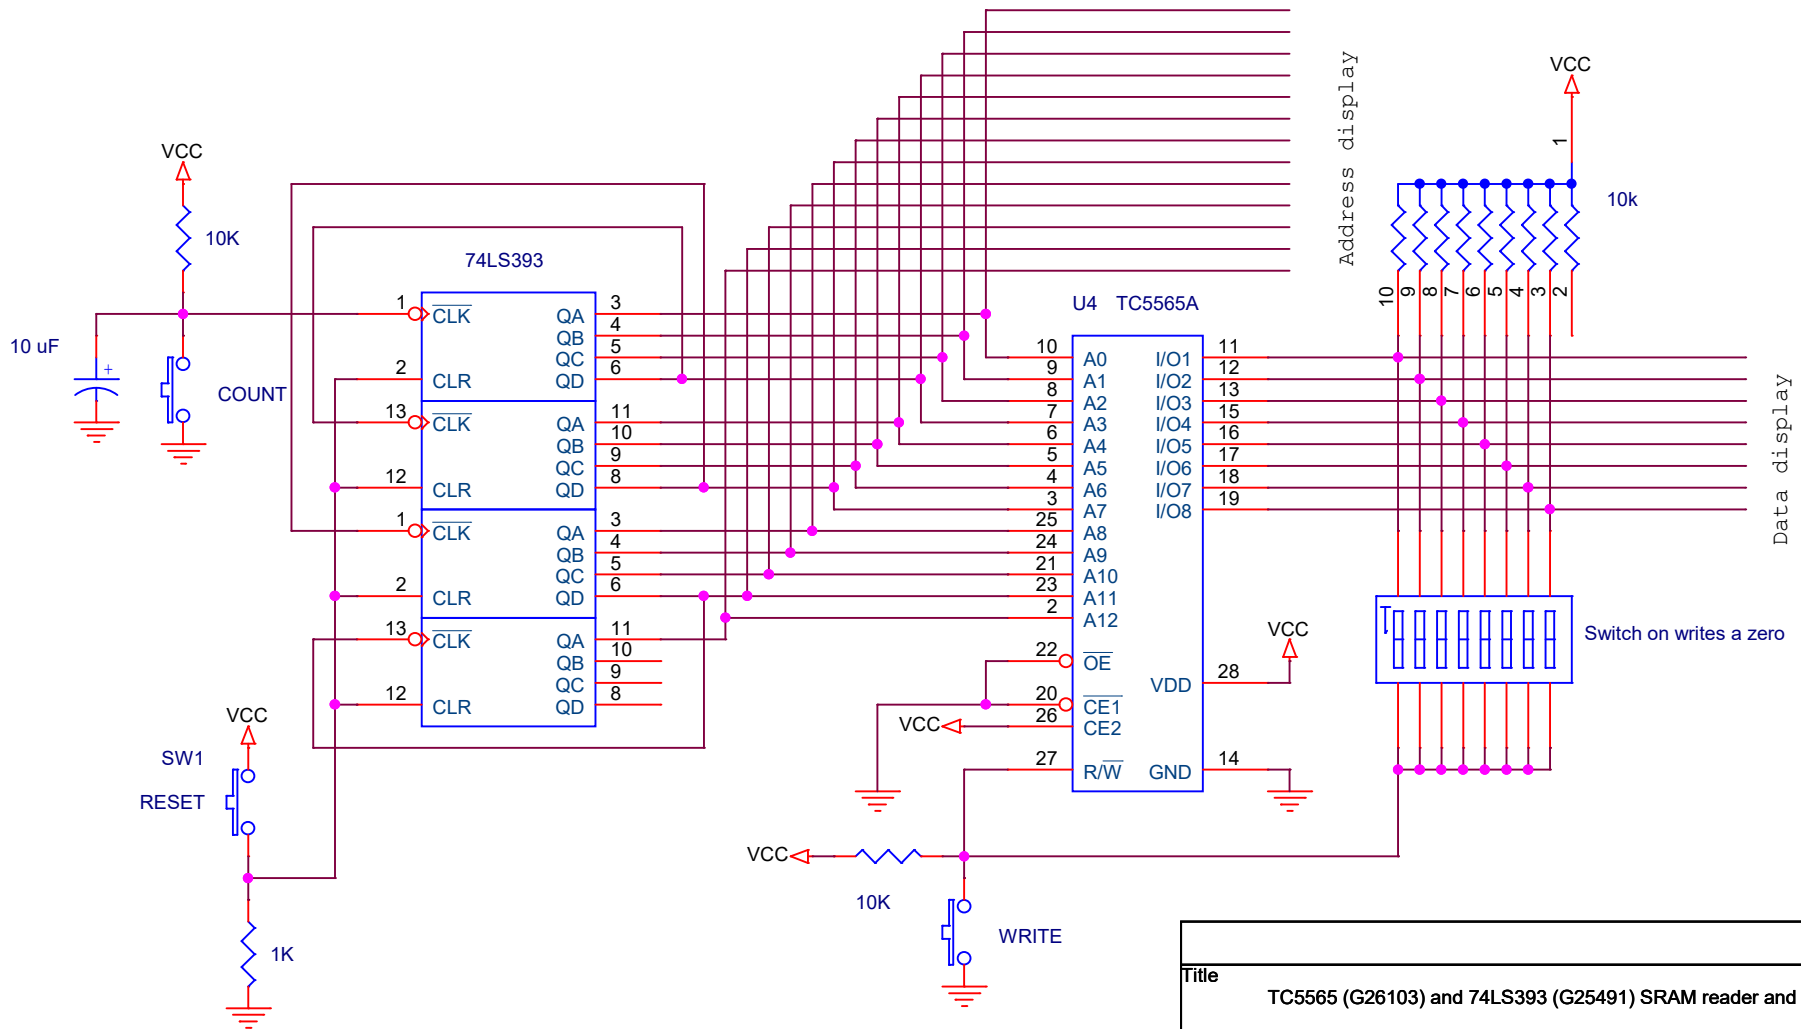 VCC
10K
10 uF
+
COUNT
74LS393
1 CLK QA 3
QB 4
QC 5
2 CLR QD 6
13 CLK QA 11
QB 10
QC 9
12 CLR QD 8
1 CLK QA 3
QB 4
QC 5
2 CLR QD 6
13 CLK QA 11
QB 10
QC 9
12 CLR QD 8
VCC
SW1
RESET
1K
Address display
U4 TC5565A
10 A0 I/O1 11
9 A1 I/O2 12
8 A2 I/O3 13
7 A3 I/O4 15
6 A4 I/O5 16
5 A5 I/O6 17
4 A6 I/O7 18
3 A7 I/O8 19
25 A8
24 A9
21 A10
23 A11
2 A12
22 OE
20 CE1
26 CE2
27 R/W
VDD 28
GND 14
VCC
VCC
VCC
10K
WRITE
VCC
1
10k
10 9 8 7 6 5 4 3 2
Data display
Switch on writes a zero
Title
TC5565 (G26103) and 74LS393 (G25491) SRAM reader and